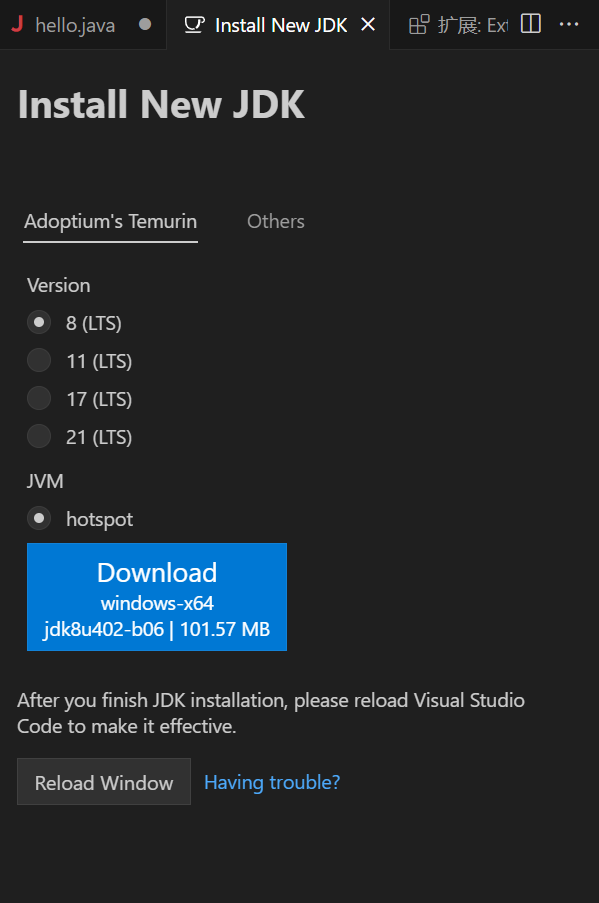 J hello.java
Install New JDK
扩展: Ext
Install New JDK
Adoptium's Temurin
Others
Version
8 (LTS)
11 (LTS)
17 (LTS)
21 (LTS)
JVM
hotspot
Download
windows-x64
jdk8u402-b06 | 101.57 MB
After you finish JDK installation, please reload Visual Studio
Code to make it effective.
Reload Window
Having trouble?